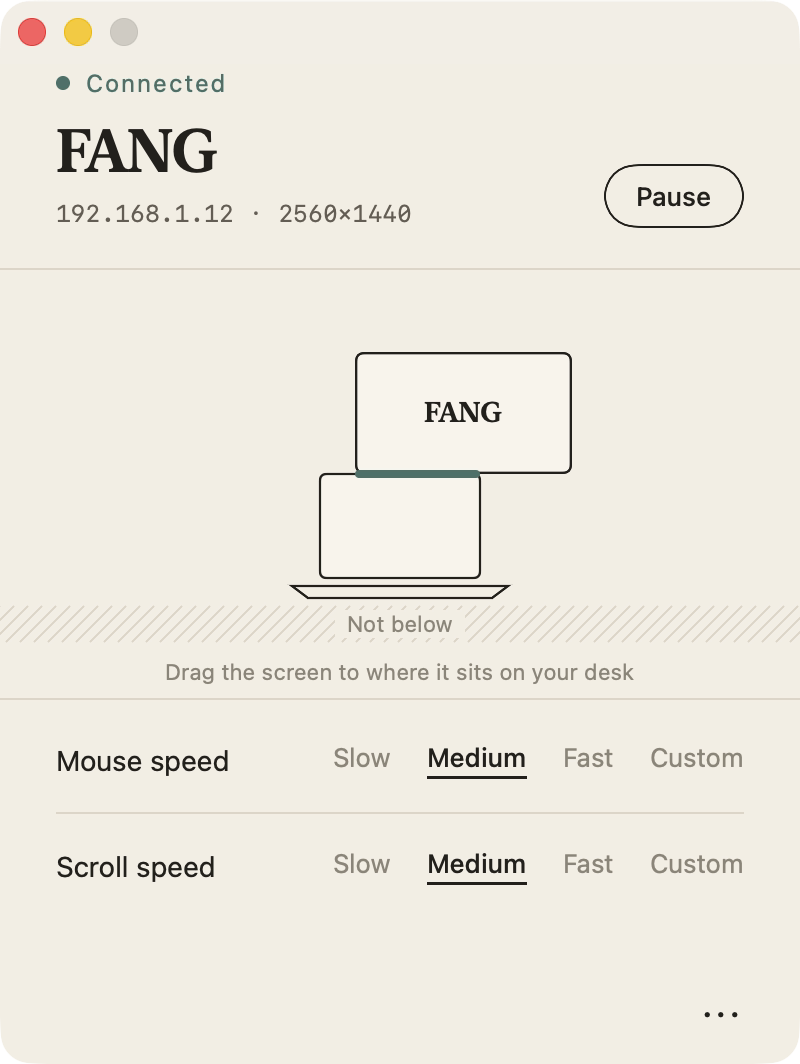 Connected
FANG
192.168.1.12 · 2560×1440
Pause
FANG
Not below
Drag the screen to where it sits on your desk
Mouse speed Slow Medium Fast Custom
Scroll speed Slow Medium Fast Custom
...